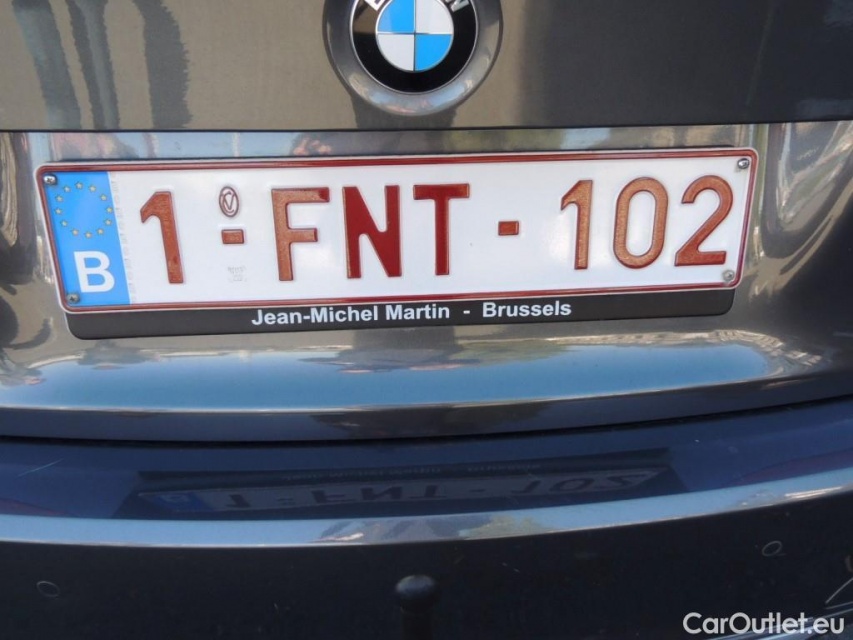 B 1-FNT-102
Jean-Michel Martin - Brussels
CarOutlet.eu